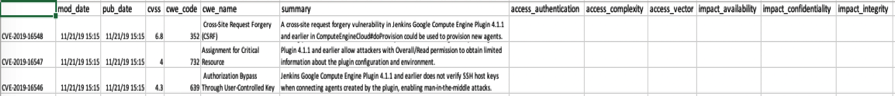 mod_date pub_date cvss cwe_code cwe_name summary access_authentication access_complexity access_vector impact_availability impact_confidentiality impact_integrity
Cross-Site Request Forgery A cross-site request forgery vulnerability in Jenkins Google Compute Engine Plugin 4.1.1
CVE-2019-16548 11/21/19 15:15 11/21/19 15:15 6.8 352 (CSRF) and earlier in ComputeEngineCloud#doProvision could be used to provision new agents.
Assignment for Critical Plugin 4.1.1 and earlier allow attackers with Overall/Read permission to obtain limited
CVE-2019-16547 11/21/19 15:15 11/21/19 15:15 4 732 Resource information about the plugin configuration and environment.
Authorization Bypass Jenkins Google Compute Engine Plugin 4.1.1 and earlier does not verify SSH host keys
CVE-2019-16546 11/21/19 15:15 11/21/19 15:15 4.3 639 Through User-Controlled Key when connecting agents created by the plugin, enabling man-in-the-middle attacks.